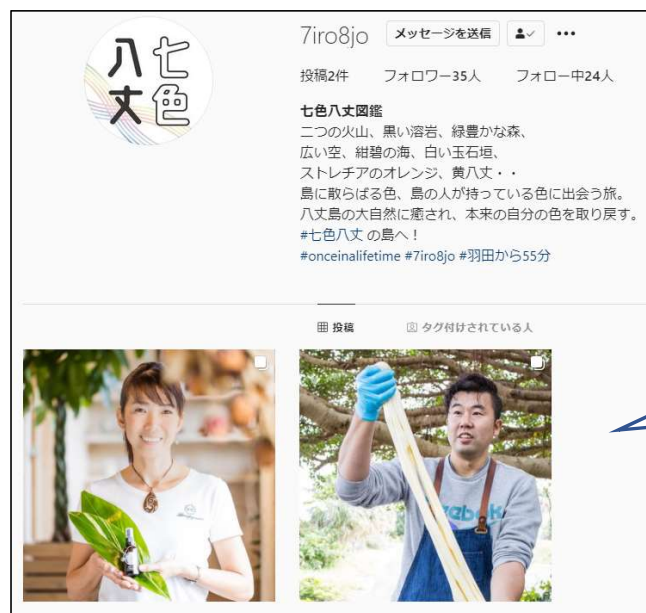 八丈
七色
7iro8jo メッセージを送信
投稿2件 フォロワー35人 フォロー中24人
七色八丈図鑑
二つの火山、黒い溶岩、緑豊かな森、
広い空、紺碧の海、白い玉石垣、
ストレチアのオレンジ、黄八丈・・
島に散らばる色、島の人が持っている色に出会う旅。
八丈島の大自然に癒され、本来の自分の色を取り戻す。
#七色八丈 の島へ！
#onceinalifetime #7iro8jo #羽田から55分
投稿 タグ付けされている人
Reebok